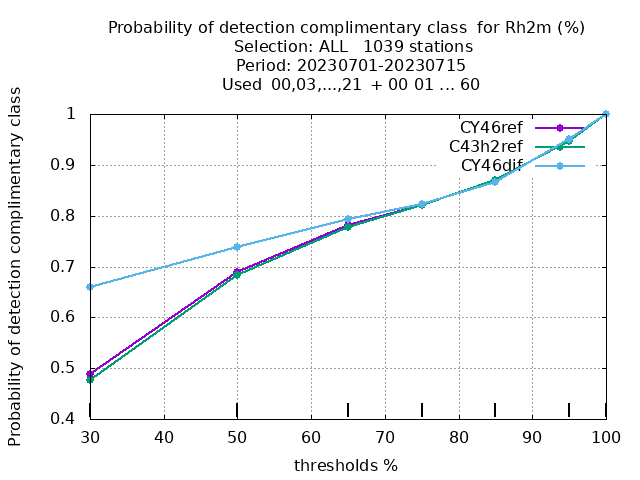 Probability of detection complimentary class  for Rh2m (%)
Selection: ALL   1039 stations
Period: 20230701-20230715
Used  00,03,...,21  + 00 01 ... 60
Probability of detection complimentary class
1
0.9
0.8
0.7
0.6
0.5
0.4
CY46ref
C43h2ref
CY46dif
30 40 50 60 70 80 90 100
thresholds %